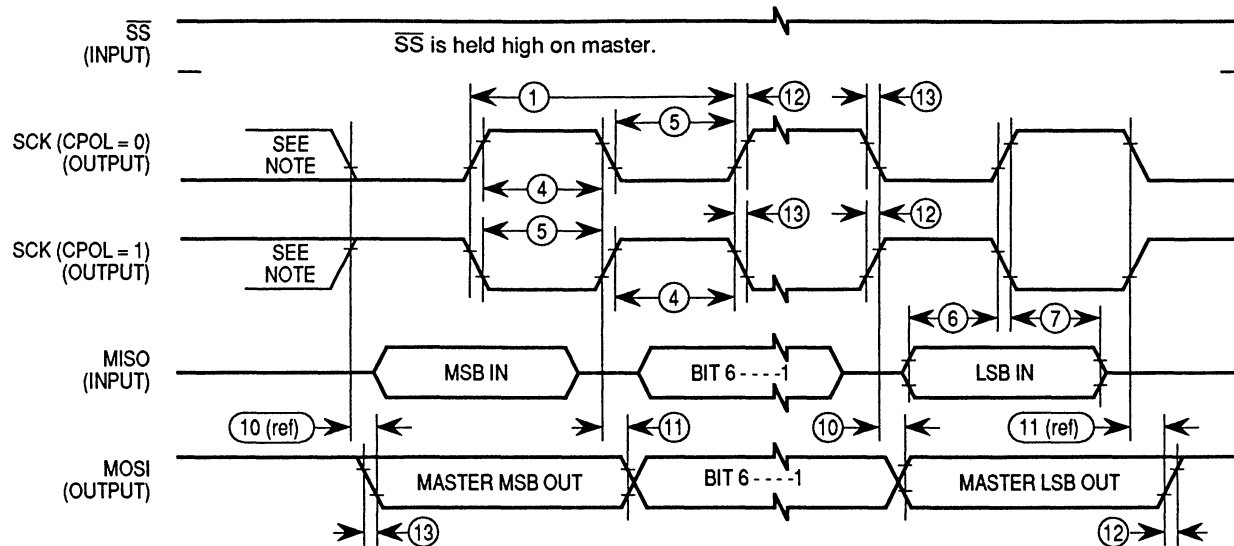 SS
(INPUT)
SS is held high on master.
1
12
13
5
SCK (CPOL = 0)
(OUTPUT)
SEE
NOTE
4
5
13
12
SCK (CPOL = 1)
(OUTPUT)
SEE
NOTE
4
6
7
MISO
(INPUT)
MSB IN
BIT 6 - - - - 1
LSB IN
10 (ref)
11
10
11 (ref)
MOSI
(OUTPUT)
MASTER MSB OUT
BIT 6 - - - - 1
MASTER LSB OUT
13
12